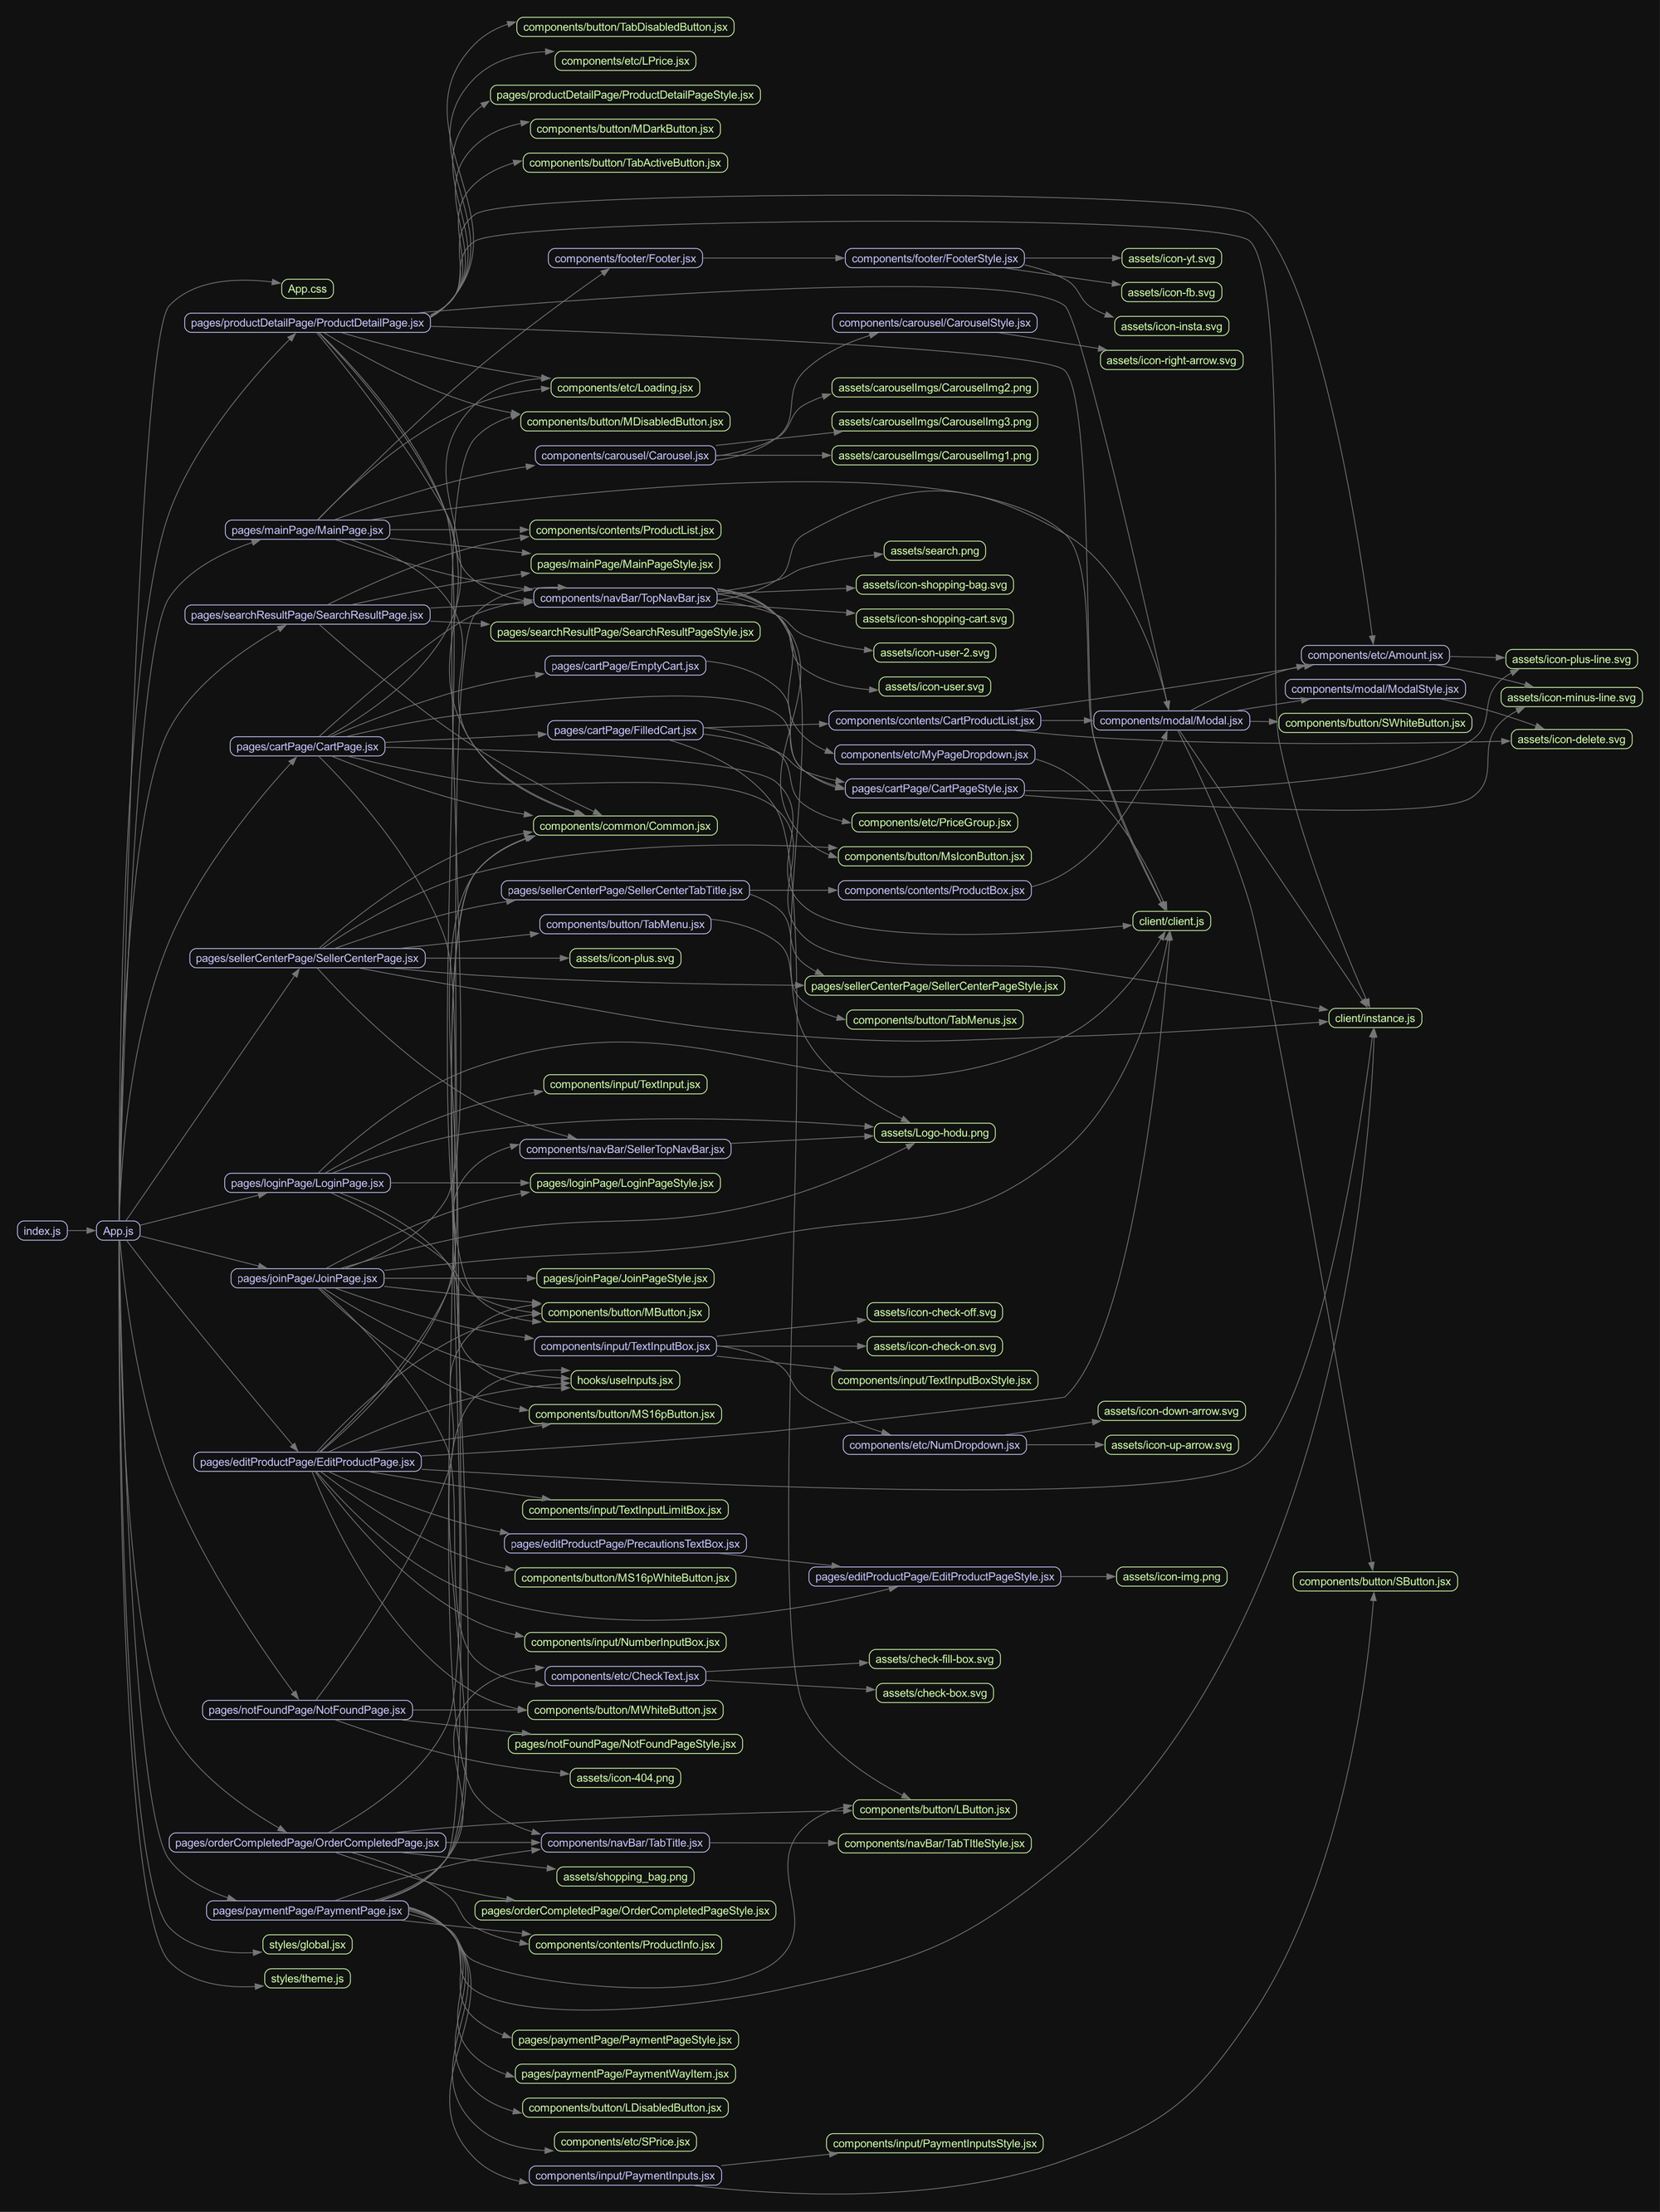 components/button/TabDisabledButton.jsx
components/etc/LPrice.jsx
pages/productDetailPage/ProductDetailPageStyle.jsx
components/button/MDarkButton.jsx
components/button/TabActiveButton.jsx
components/footer/Footer.jsx
components/footer/FooterStyle.jsx
assets/icon-yt.svg
App.css
assets/icon-fb.svg
pages/productDetailPage/ProductDetailPage.jsx
components/carousel/CarouselStyle.jsx
assets/icon-insta.svg
assets/icon-right-arrow.svg
components/etc/Loading.jsx
assets/carouselImgs/CarouselImg2.png
components/button/MDisabledButton.jsx
assets/carouselImgs/CarouselImg3.png
components/carousel/Carousel.jsx
assets/carouselImgs/CarouselImg1.png
pages/mainPage/MainPage.jsx
components/contents/ProductList.jsx
assets/search.png
pages/mainPage/MainPageStyle.jsx
assets/icon-shopping-bag.svg
components/navBar/TopNavBar.jsx
pages/searchResultPage/SearchResultPage.jsx
assets/icon-shopping-cart.svg
pages/searchResultPage/SearchResultPageStyle.jsx
assets/icon-user-2.svg
components/etc/Amount.jsx
assets/icon-plus-line.svg
pages/cartPage/EmptyCart.jsx
assets/icon-user.svg
components/modal/ModalStyle.jsx
assets/icon-minus-line.svg
pages/cartPage/FilledCart.jsx
components/contents/CartProductList.jsx
components/modal/Modal.jsx
components/button/SWhiteButton.jsx
assets/icon-delete.svg
pages/cartPage/CartPage.jsx
components/etc/MyPageDropdown.jsx
pages/cartPage/CartPageStyle.jsx
components/common/Common.jsx
components/etc/PriceGroup.jsx
components/button/MsIconButton.jsx
pages/sellerCenterPage/SellerCenterTabTitle.jsx
components/contents/ProductBox.jsx
components/button/TabMenu.jsx
client/client.js
pages/sellerCenterPage/SellerCenterPage.jsx
assets/icon-plus.svg
pages/sellerCenterPage/SellerCenterPageStyle.jsx
components/button/TabMenus.jsx
client/instance.js
components/input/TextInput.jsx
assets/Logo-hodu.png
components/navBar/SellerTopNavBar.jsx
pages/loginPage/LoginPage.jsx
pages/loginPage/LoginPageStyle.jsx
index.js
App.js
pages/joinPage/JoinPage.jsx
pages/joinPage/JoinPageStyle.jsx
components/button/MButton.jsx
assets/icon-check-off.svg
components/input/TextInputBox.jsx
assets/icon-check-on.svg
hooks/useInputs.jsx
components/input/TextInputBoxStyle.jsx
components/button/MS16pButton.jsx
assets/icon-down-arrow.svg
components/etc/NumDropdown.jsx
assets/icon-up-arrow.svg
pages/editProductPage/EditProductPage.jsx
components/input/TextInputLimitBox.jsx
pages/editProductPage/PrecautionsTextBox.jsx
components/button/MS16pWhiteButton.jsx
pages/editProductPage/EditProductPageStyle.jsx
assets/icon-img.png
components/button/SButton.jsx
components/input/NumberInputBox.jsx
components/etc/CheckText.jsx
assets/check-fill-box.svg
assets/check-box.svg
pages/notFoundPage/NotFoundPage.jsx
components/button/MWhiteButton.jsx
pages/notFoundPage/NotFoundPageStyle.jsx
assets/icon-404.png
components/button/LButton.jsx
pages/orderCompletedPage/OrderCompletedPage.jsx
components/navBar/TabTitle.jsx
components/navBar/TabTItleStyle.jsx
assets/shopping_bag.png
pages/paymentPage/PaymentPage.jsx
pages/orderCompletedPage/OrderCompletedPageStyle.jsx
styles/global.jsx
components/contents/ProductInfo.jsx
styles/theme.js
pages/paymentPage/PaymentPageStyle.jsx
pages/paymentPage/PaymentWayItem.jsx
components/button/LDisabledButton.jsx
components/etc/SPrice.jsx
components/input/PaymentInputsStyle.jsx
components/input/PaymentInputs.jsx